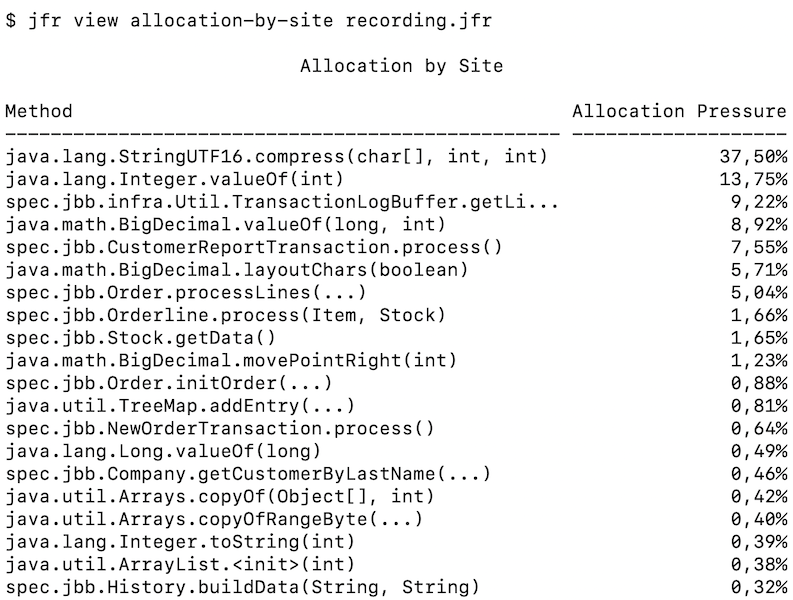 $ jfr view allocation-by-site recording.jfr
Allocation by Site
Method Allocation Pressure
------------------------------------------------- -------------------
java.lang.StringUTF16.compress(char[], int, int) 37,50%
java.lang.Integer.valueOf(int) 13,75%
spec.jbb.infra.Util.TransactionLogBuffer.getLi... 9,22%
java.math.BigDecimal.valueOf(long, int) 8,92%
spec.jbb.CustomerReportTransaction.process() 7,55%
java.math.BigDecimal.layoutChars(boolean) 5,71%
spec.jbb.Order.processLines(...) 5,04%
spec.jbb.Orderline.process(Item, Stock) 1,66%
spec.jbb.Stock.getData() 1,65%
java.math.BigDecimal.movePointRight(int) 1,23%
spec.jbb.Order.initOrder(...) 0,88%
java.util.TreeMap.addEntry(...) 0,81%
spec.jbb.NewOrderTransaction.process() 0,64%
java.lang.Long.valueOf(long) 0,49%
spec.jbb.Company.getCustomerByLastName(...) 0,46%
java.util.Arrays.copyOf(Object[], int) 0,42%
java.util.Arrays.copyOfRangeByte(...) 0,40%
java.lang.Integer.toString(int) 0,39%
java.util.ArrayList.<init>(int) 0,38%
spec.jbb.History.buildData(String, String) 0,32%